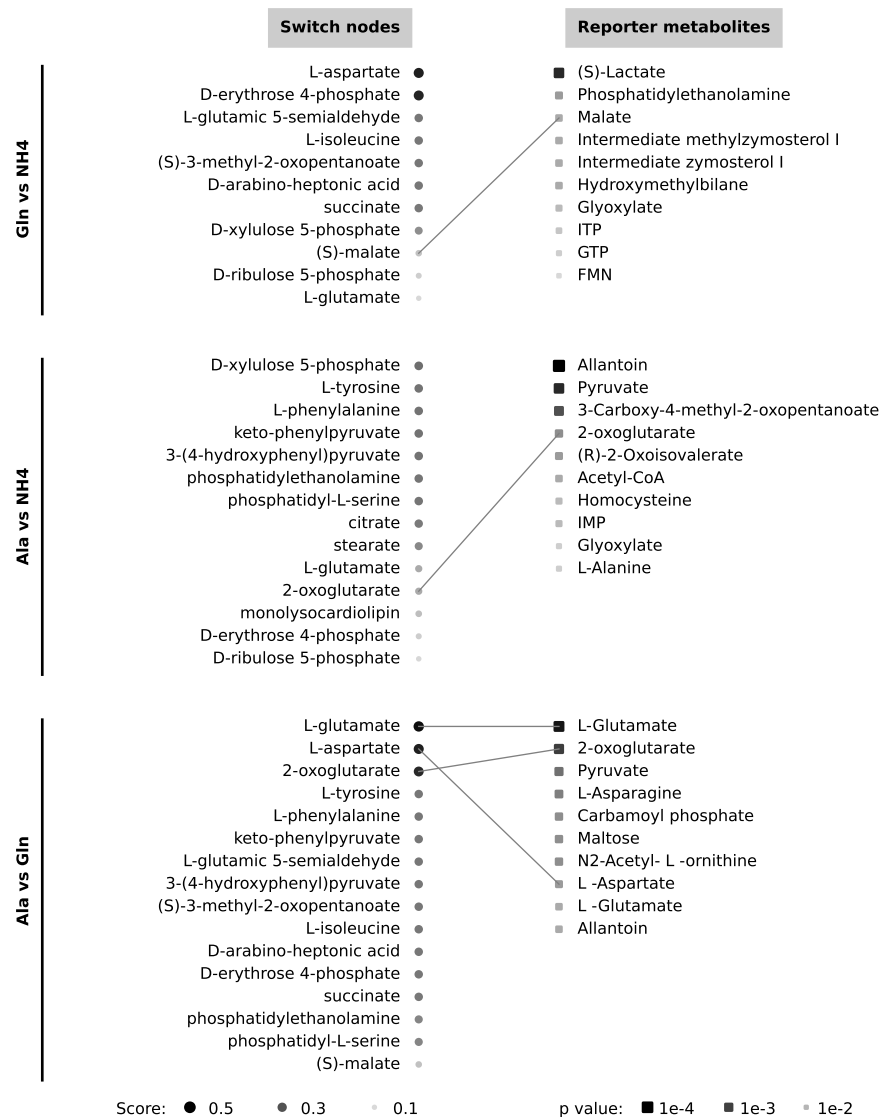 Switch nodes Reporter metabolites
Gln vs NH4
L-aspartate (S)-Lactate
D-erythrose 4-phosphate Phosphatidylethanolamine
L-glutamic 5-semialdehyde Malate
L-isoleucine Intermediate methylzymosterol I
(S)-3-methyl-2-oxopentanoate Intermediate zymosterol I
D-arabino-heptonic acid Hydroxymethylbilane
succinate Glyoxylate
D-xylulose 5-phosphate ITP
(S)-malate GTP
D-ribulose 5-phosphate FMN
L-glutamate
Ala vs NH4
D-xylulose 5-phosphate Allantoin
L-tyrosine Pyruvate
L-phenylalanine 3-Carboxy-4-methyl-2-oxopentanoate
keto-phenylpyruvate 2-oxoglutarate
3-(4-hydroxyphenyl)pyruvate (R)-2-Oxoisovalerate
phosphatidylethanolamine Acetyl-CoA
phosphatidyl-L-serine Homocysteine
citrate IMP
stearate Glyoxylate
L-glutamate L-Alanine
2-oxoglutarate
monolysocardiolipin
D-erythrose 4-phosphate
D-ribulose 5-phosphate
Ala vs Gln
L-glutamate L-Glutamate
L-aspartate 2-oxoglutarate
2-oxoglutarate Pyruvate
L-tyrosine L-Asparagine
L-phenylalanine Carbamoyl phosphate
keto-phenylpyruvate Maltose
L-glutamic 5-semialdehyde N2-Acetyl- L -ornithine
3-(4-hydroxyphenyl)pyruvate L -Aspartate
(S)-3-methyl-2-oxopentanoate L -Glutamate
L-isoleucine Allantoin
D-arabino-heptonic acid
D-erythrose 4-phosphate
succinate
phosphatidylethanolamine
phosphatidyl-L-serine
(S)-malate
Score: 0.5 0.3 0.1 p value: 1e-4 1e-3 1e-2